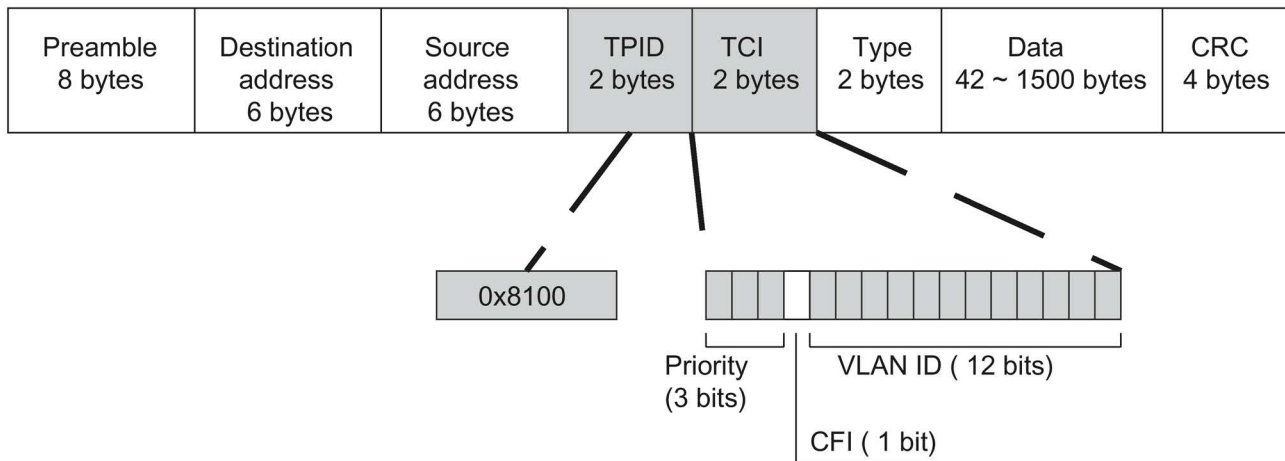 Preamble
8 bytes
Destination
address
6 bytes
Source
address
6 bytes
TPID
2 bytes
TCI
2 bytes
Type
2 bytes
Data
42 ~ 1500 bytes
CRC
4 bytes
0x8100
Priority
(3 bits)
VLAN ID ( 12 bits)
CFI ( 1 bit)